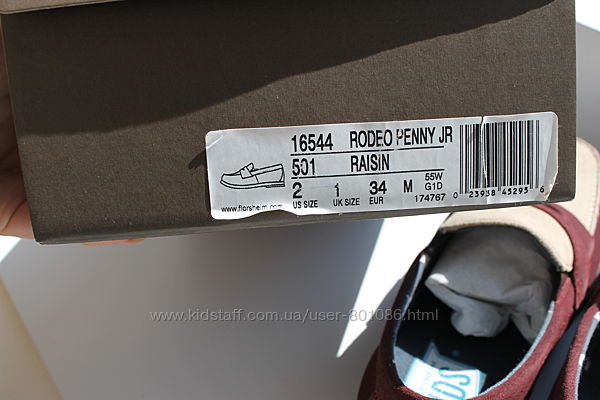 16544 RODEO PENNY JR
501 RAISIN
2 1 34 M 55W
US SIZE UK SIZE EUR G1D
174767
0 23938 45295 6
www.florsheim.com
www.kidstaff.com.ua/user-801086.html